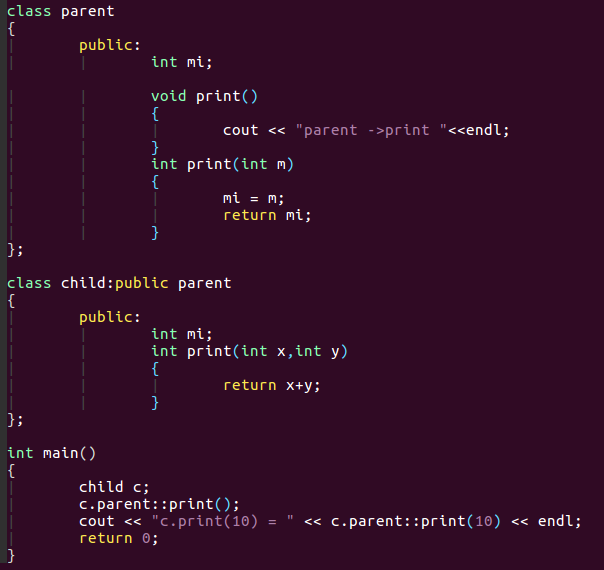 class parent
{
public:
int mi;
void print()
{
cout << "parent ->print "<<endl;
}
int print(int m)
{
mi = m;
return mi;
}
};
class child:public parent
{
public:
int mi;
int print(int x,int y)
{
return x+y;
}
};
int main()
{
child c;
c.parent::print();
cout << "c.print(10) = " << c.parent::print(10) << endl;
return 0;
}